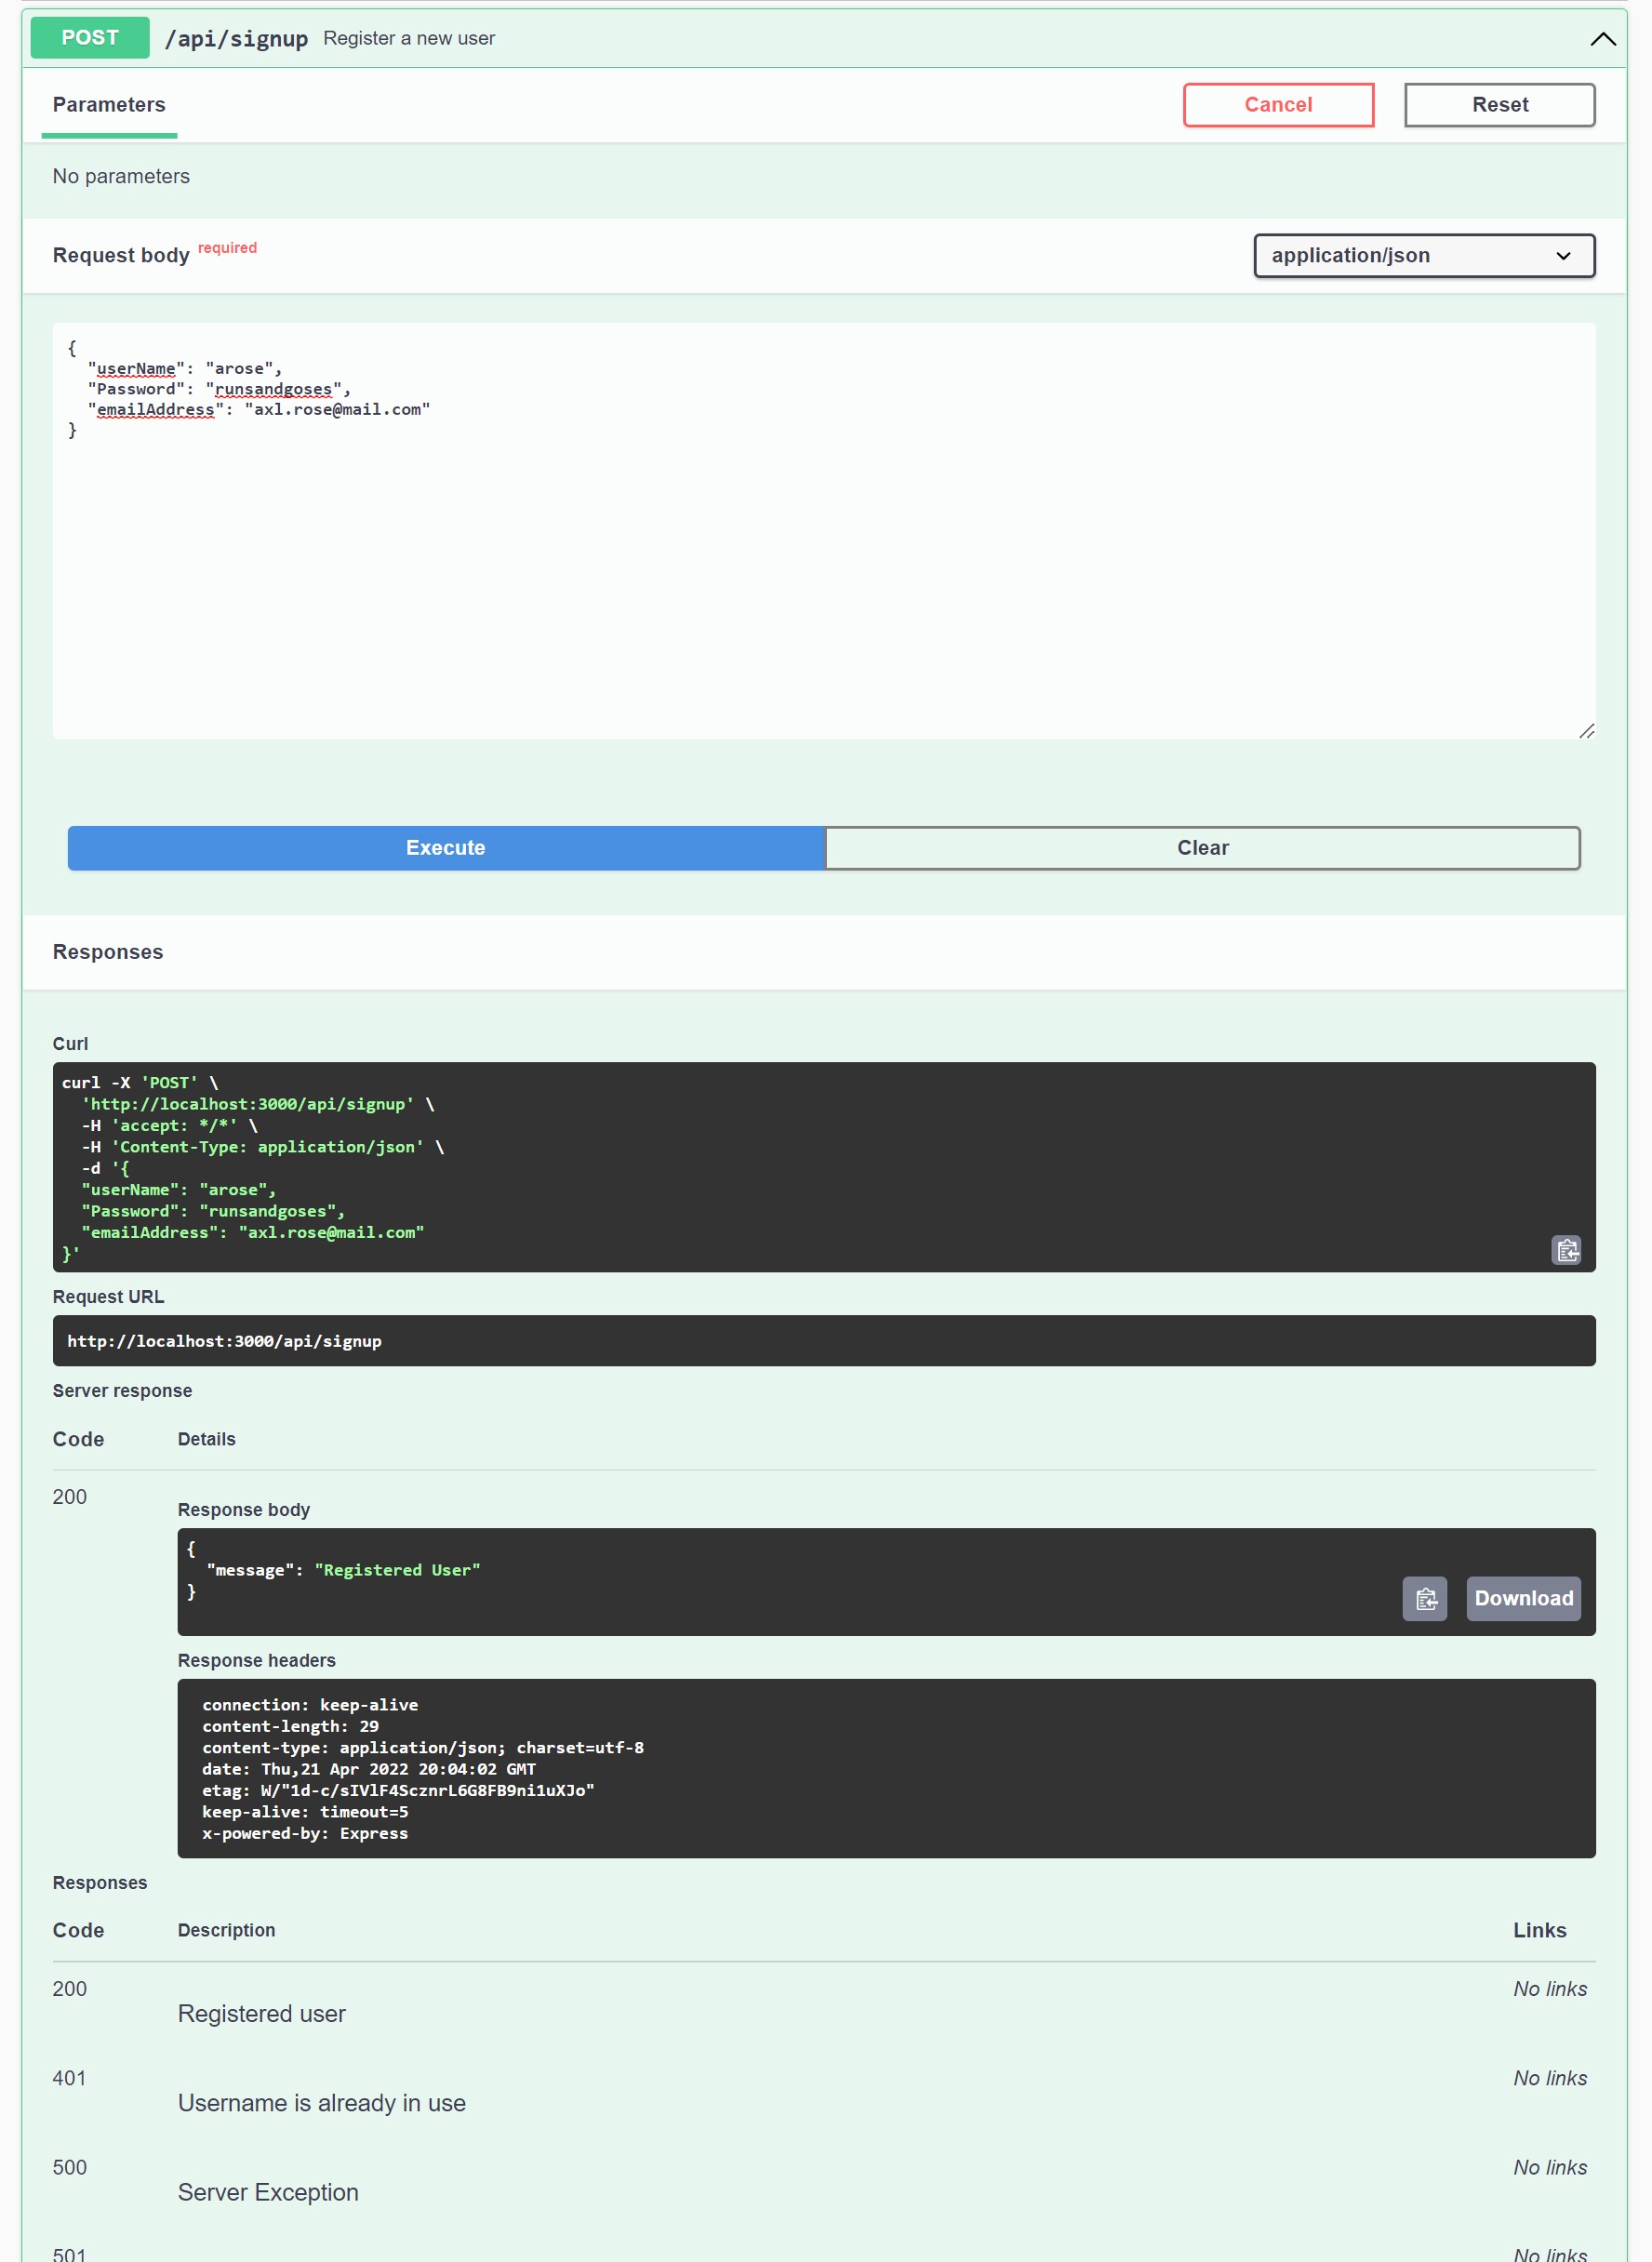 POST /api/signup Register a new user
Parameters
Cancel
Reset
No parameters
Request body required
application/json
{
  "userName": "arose",
  "Password": "runsandgoses",
  "emailAddress": "axl.rose@mail.com"
}
Execute
Clear
Responses
Curl
curl -X 'POST' \
  'http://localhost:3000/api/signup' \
  -H 'accept: */*' \
  -H 'Content-Type: application/json' \
  -d '{
  "userName": "arose",
  "Password": "runsandgoses",
  "emailAddress": "axl.rose@mail.com"
}'
Request URL
http://localhost:3000/api/signup
Server response
Code Details
200
Response body
{
  "message": "Registered User"
}
Download
Response headers
connection: keep-alive
content-length: 29
content-type: application/json; charset=utf-8
date: Thu,21 Apr 2022 20:04:02 GMT
etag: W/"1d-c/sIVlF4ScznrL6G8FB9ni1uXJo"
keep-alive: timeout=5
x-powered-by: Express
Responses
Code Description Links
200 No links
Registered user
401 No links
Username is already in use
500 No links
Server Exception
501 No links